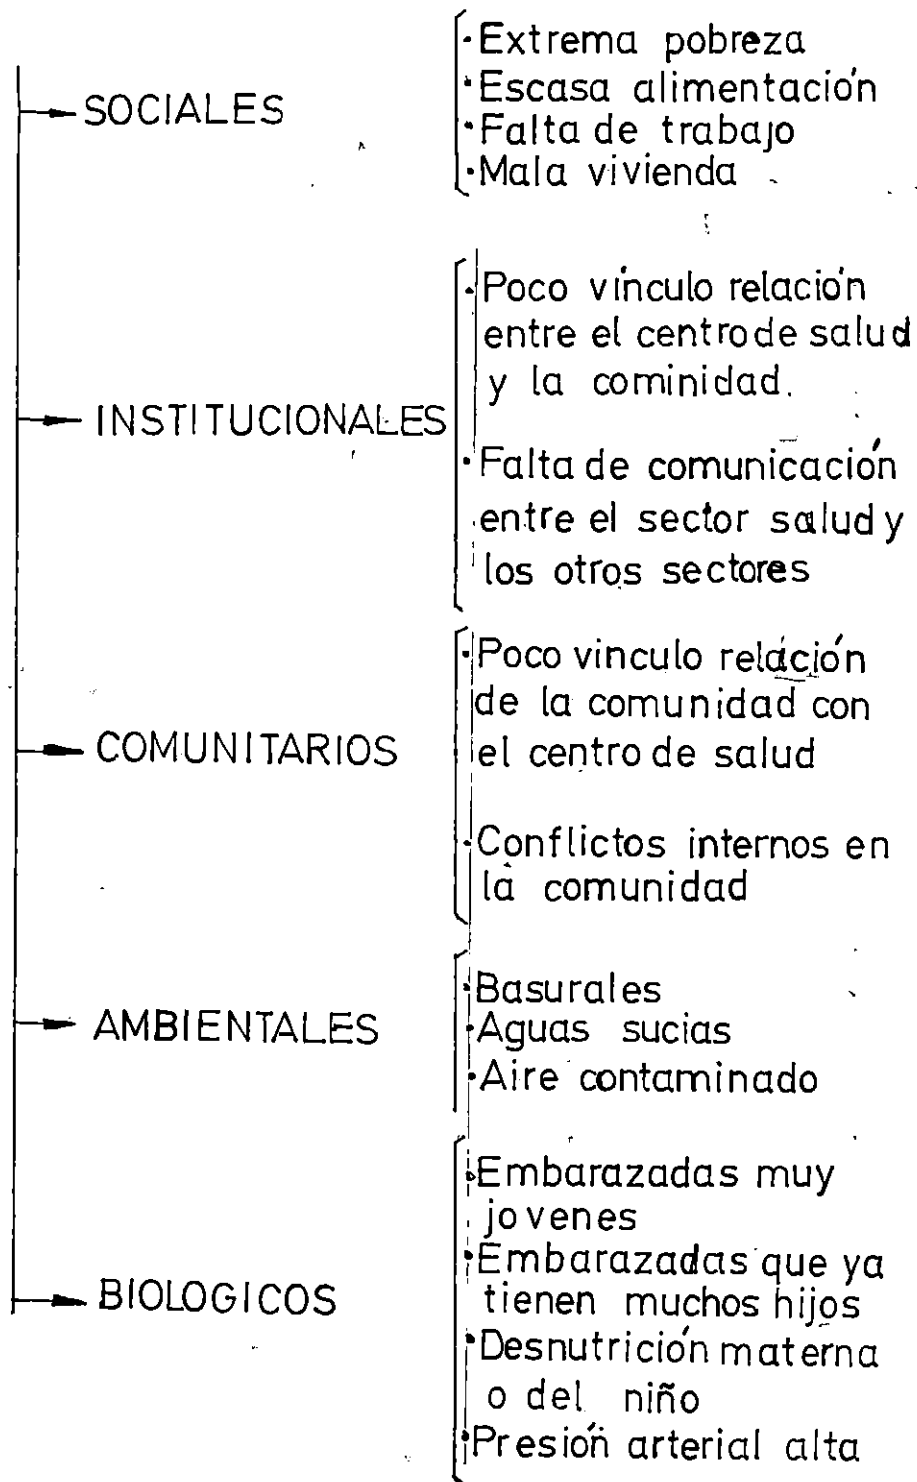 SOCIALES
·Extrema pobreza
·Escasa alimentación
·Falta de trabajo
·Mala vivienda
INSTITUCIONALES
·Poco vínculo relación
entre el centro de salud
y la cominidad.
·Falta de comunicación
entre el sector salud y
los otros sectores
COMUNITARIOS
·Poco vinculo relación
de la comunidad con
el centro de salud
·Conflictos internos en
la comunidad
AMBIENTALES
·Basurales
·Aguas sucias
·Aire contaminado
BIOLOGICOS
·Embarazadas muy
jovenes
·Embarazadas que ya
tienen muchos hijos
·Desnutrición materna
o del niño
·Presión arterial alta